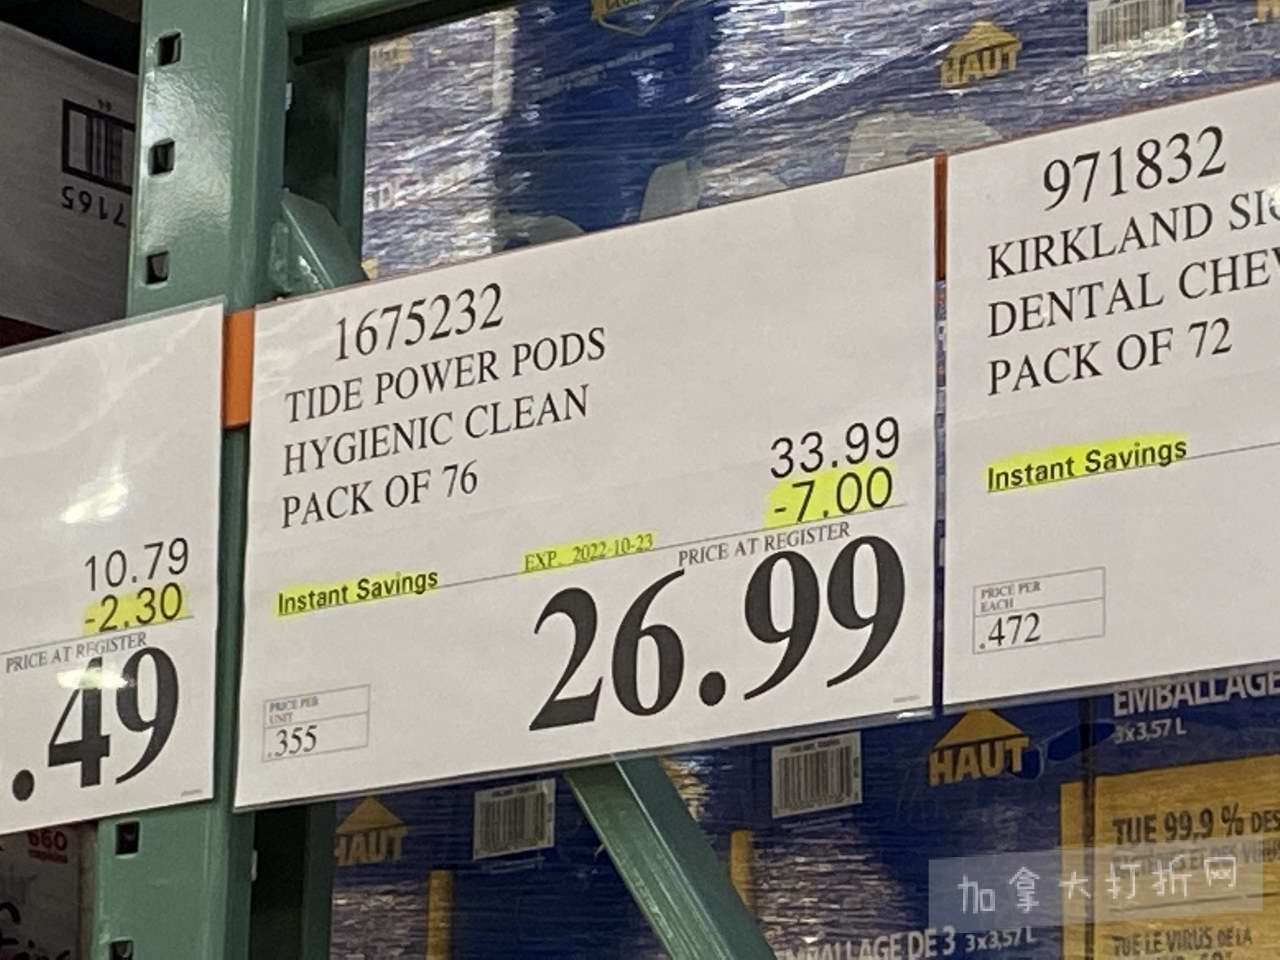 HAUT
57165
971832
KIRKLAND
DENTAL
PACK OF 72
Instant Savings
PRICE PER
EACH
.472
1675232
TIDE POWER PODS
HYGIENIC CLEAN
PACK OF 76
33.99
-7.00
EXP. 2022-10-23
PRICE AT REGISTER
Instant Savings
26.99
PRICE PER
UNIT
.355
10.79
-2.30
PRICE AT REGISTER
.49
EMBALLAGE
3x3,57 L
HAUT
HAUT
660
TUE 99.9 % DES
EMBALLAGE DE 3 3x3,57 L
TUE LE VIRUS DE LA
加拿大打折网